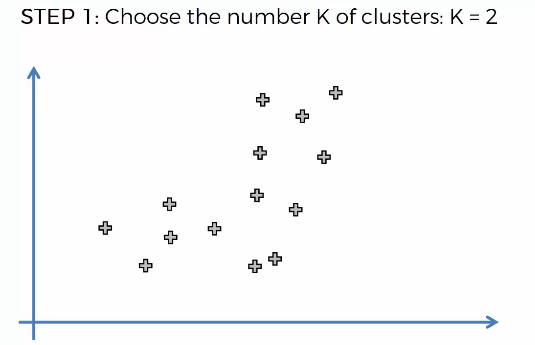 STEP 1: Choose the number K of clusters: K = 2